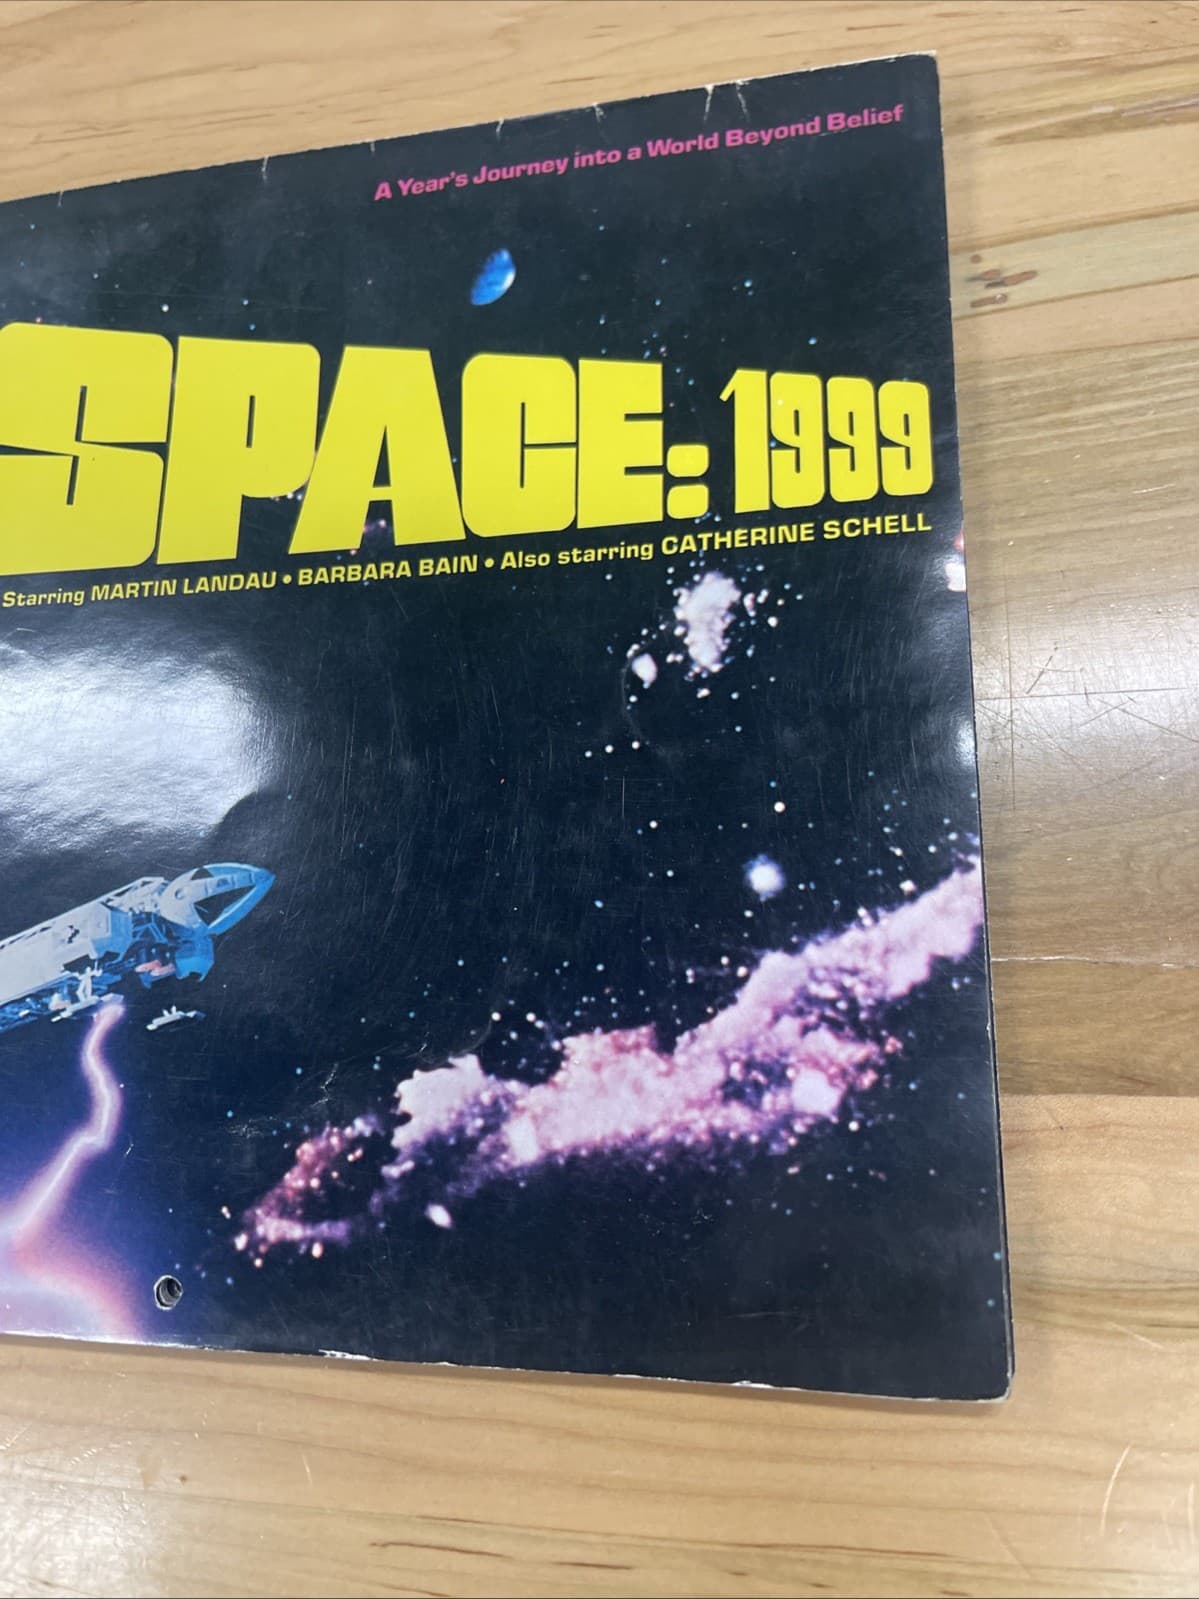 A Year's Journey into a World Beyond Belief
SPACE: 1999
Starring MARTIN LANDAU • BARBARA BAIN • Also starring CATHERINE SCHELL